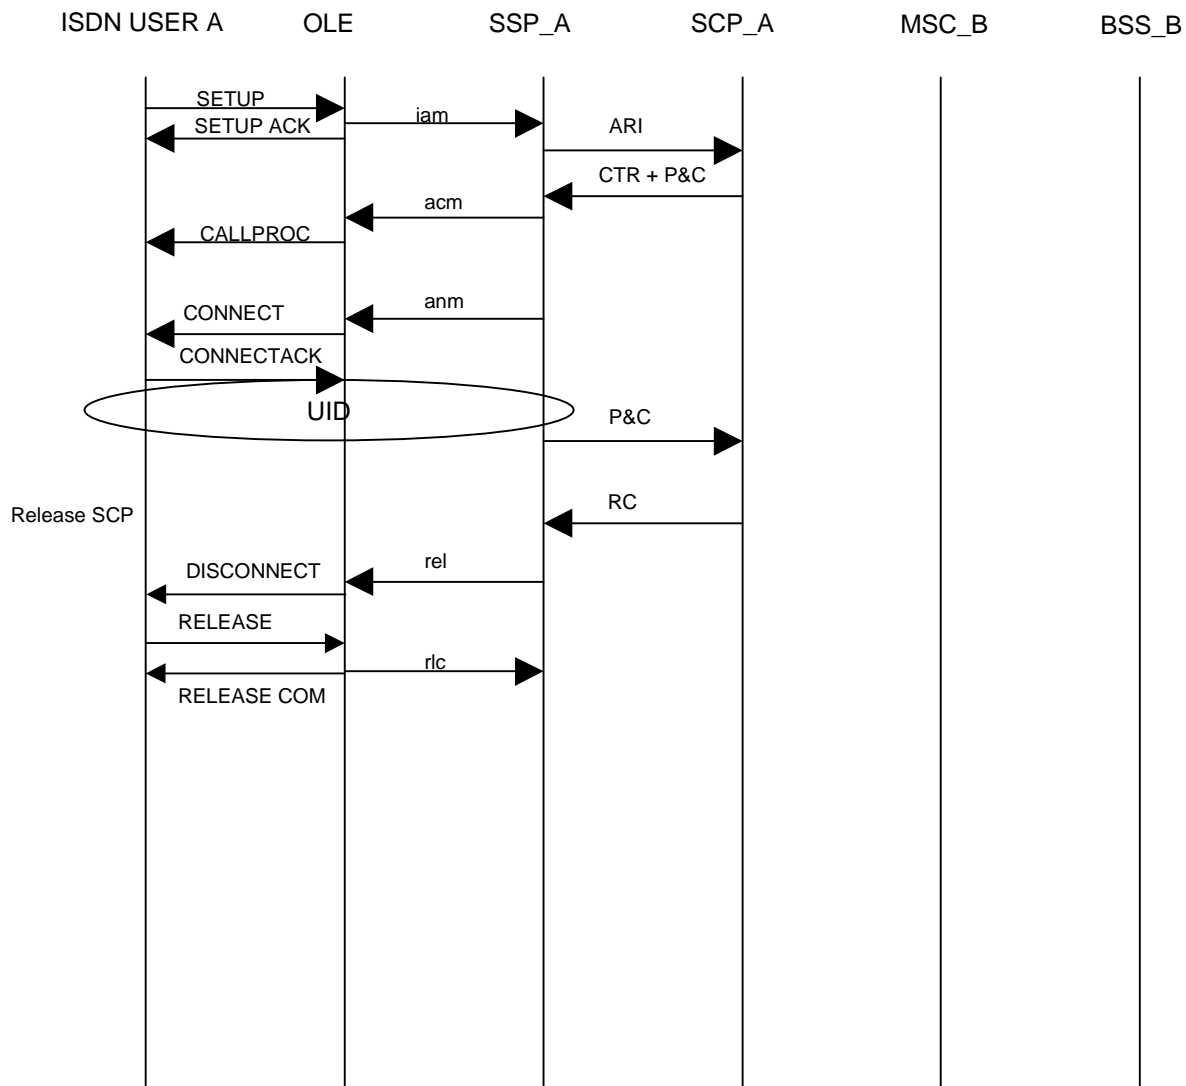 ISDN USER A OLE SSP_A SCP_A MSC_B BSS_B
SETUP
iam
SETUP ACK
ARI
CTR + P&C
acm
CALLPROC
anm
CONNECT
CONNECTACK
UID
P&C
RC
Release SCP
rel
DISCONNECT
RELEASE
rlc
RELEASE COM